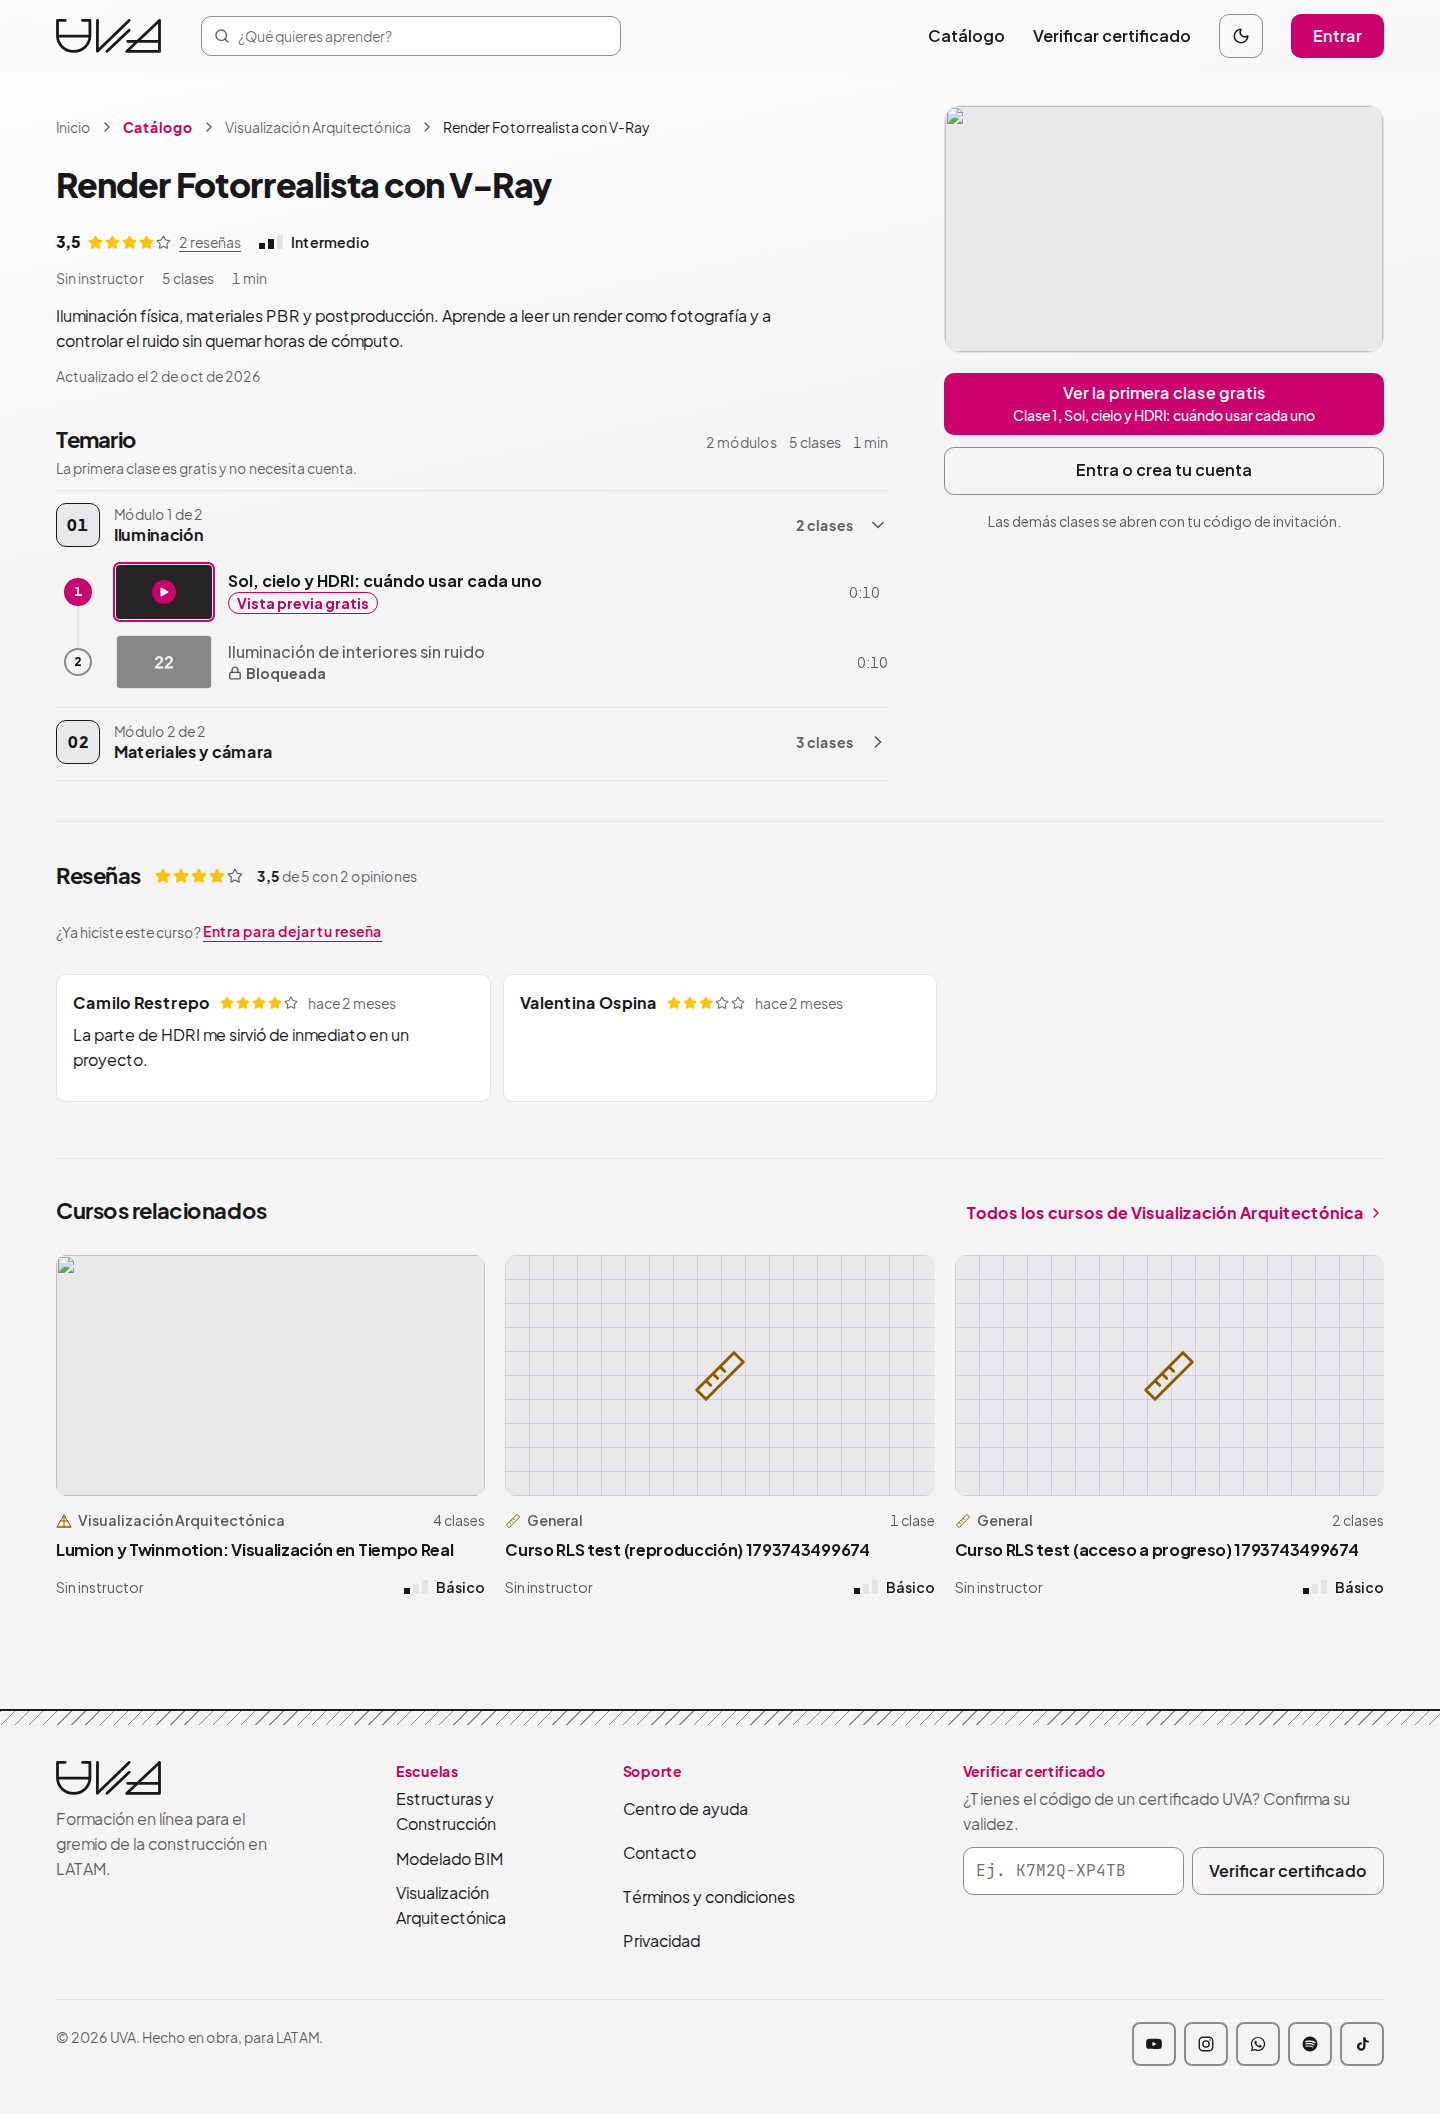 UVA
¿Qué quieres aprender?
Catálogo
Verificar certificado
Entrar
Inicio
Catálogo
Visualización Arquitectónica
Render Fotorrealista con V-Ray
Render Fotorrealista con V-Ray
3,5
2 reseñas
Intermedio
Sin instructor
5 clases
1 min
Iluminación física, materiales PBR y postproducción. Aprende a leer un render como fotografía y a
controlar el ruido sin quemar horas de cómputo.
Actualizado el 2 de oct de 2026
Ver la primera clase gratis
Clase 1, Sol, cielo y HDRI: cuándo usar cada uno
Entra o crea tu cuenta
Las demás clases se abren con tu código de invitación.
Temario
2 módulos
5 clases
1 min
La primera clase es gratis y no necesita cuenta.
01
Módulo 1 de 2
Iluminación
2 clases
1
Sol, cielo y HDRI: cuándo usar cada uno
Vista previa gratis
0:10
2
22
Iluminación de interiores sin ruido
Bloqueada
0:10
02
Módulo 2 de 2
Materiales y cámara
3 clases
Reseñas
3,5 de 5 con 2 opiniones
¿Ya hiciste este curso? Entra para dejar tu reseña
Camilo Restrepo
hace 2 meses
La parte de HDRI me sirvió de inmediato en un
proyecto.
Valentina Ospina
hace 2 meses
Cursos relacionados
Todos los cursos de Visualización Arquitectónica
Visualización Arquitectónica
4 clases
Lumion y Twinmotion: Visualización en Tiempo Real
Sin instructor
Básico
General
1 clase
Curso RLS test (reproducción) 1793743499674
Sin instructor
Básico
General
2 clases
Curso RLS test (acceso a progreso) 1793743499674
Sin instructor
Básico
UVA
Formación en línea para el
gremio de la construcción en
LATAM.
Escuelas
Estructuras y
Construcción
Modelado BIM
Visualización
Arquitectónica
Soporte
Centro de ayuda
Contacto
Términos y condiciones
Privacidad
Verificar certificado
¿Tienes el código de un certificado UVA? Confirma su
validez.
Ej. K7M2Q-XP4TB
Verificar certificado
© 2026 UVA. Hecho en obra, para LATAM.